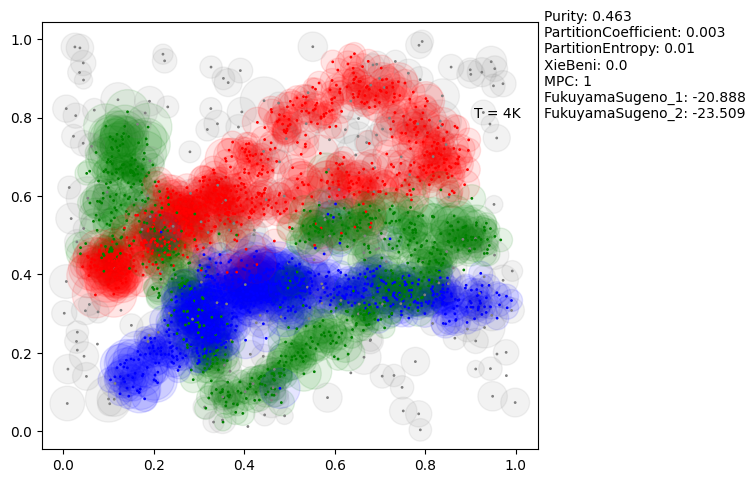 Purity: 0.463
PartitionCoefficient: 0.003
PartitionEntropy: 0.01
XieBeni: 0.0
MPC: 1
FukuyamaSugeno_1: -20.888
FukuyamaSugeno_2: -23.509
1.0
0.8
0.6
0.4
0.2
0.0
T = 4K
0.0 0.2 0.4 0.6 0.8 1.0